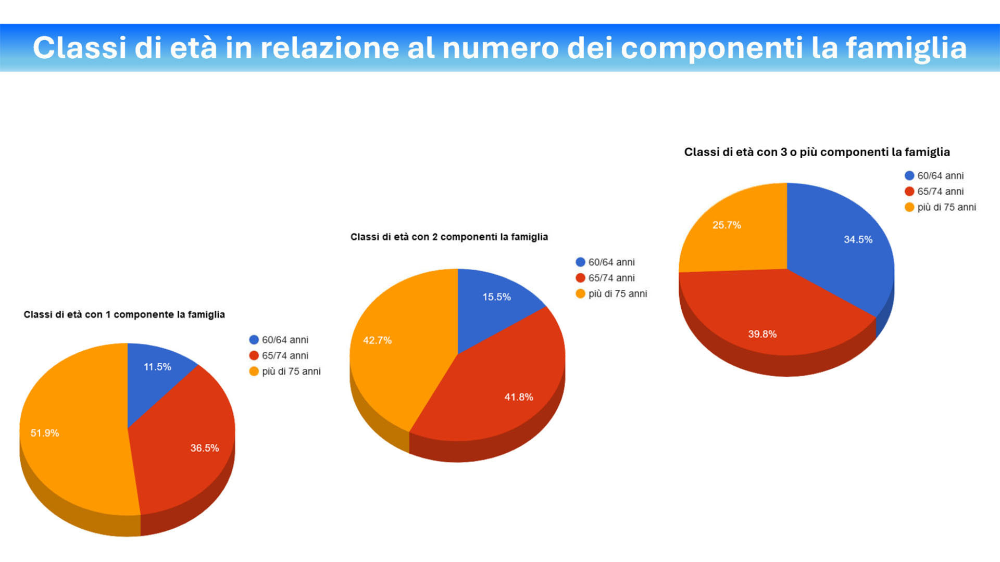 Classi di età in relazione al numero dei componenti la famiglia
Classi di età con 1 componente la famiglia
60/64 anni
65/74 anni
più di 75 anni
11.5%
36.5%
51.9%
Classi di età con 2 componenti la famiglia
60/64 anni
65/74 anni
più di 75 anni
15.5%
41.8%
42.7%
Classi di età con 3 o più componenti la famiglia
60/64 anni
65/74 anni
più di 75 anni
34.5%
39.8%
25.7%